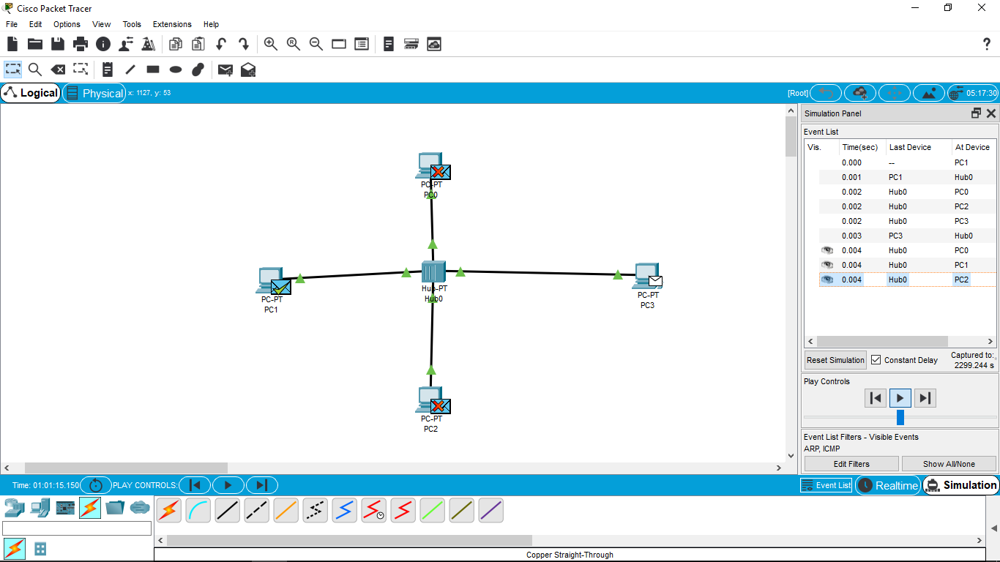 Cisco Packet Tracer
File Edit Options View Tools Extensions Help
?
Logical Physical x: 1127, y: 53 [Root] 05:17:30
PC-PT
PC0
PC-PT
PC1
Hub-PT
Hub0
PC-PT
PC3
PC-PT
PC2
Simulation Panel
Event List
Vis. Time(sec) Last Device At Device
0.000 -- PC1
0.001 PC1 Hub0
0.002 Hub0 PC0
0.002 Hub0 PC2
0.002 Hub0 PC3
0.003 PC3 Hub0
0.004 Hub0 PC0
0.004 Hub0 PC1
0.004 Hub0 PC2
Reset Simulation Constant Delay Captured to:
2299.244 s
Play Controls
Event List Filters - Visible Events
ARP, ICMP
Edit Filters Show All/None
Time: 01:01:15.150 PLAY CONTROLS: Event List Realtime Simulation
Copper Straight-Through